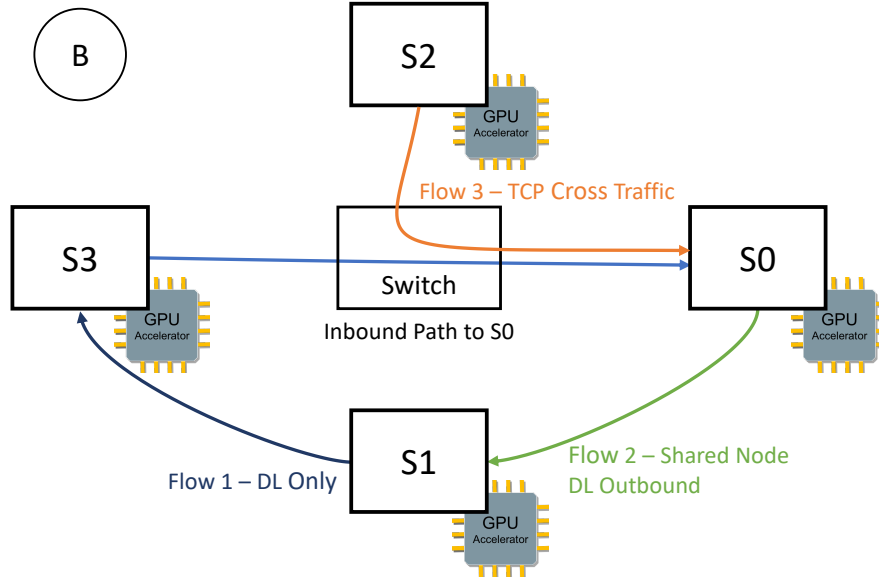 B
S2
GPU
Accelerator
Flow 3 – TCP Cross Traffic
S3
GPU
Accelerator
Switch
Inbound Path to S0
S0
GPU
Accelerator
S1
GPU
Accelerator
Flow 1 – DL Only
Flow 2 – Shared Node
DL Outbound